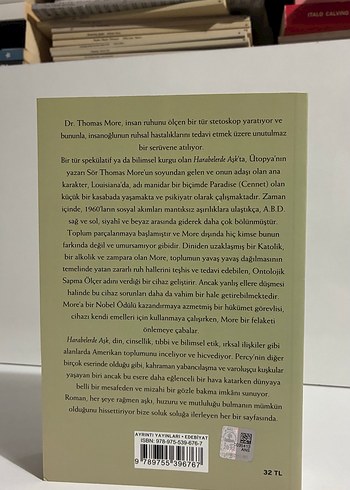 ITALO CALVINO
Dr. Thomas More, insan ruhunu ölçen bir tür stetoskop yaratıyor ve
bununla, insanoğlunun ruhsal hastalıklarını tedavi etmek üzere unutulmaz
bir serüvene atılıyor.
Bir tür spekülatif ya da bilimsel kurgu olan Harabelerde Aşk'ta, Ütopya'nın
yazarı Sör Thomas More'un soyundan gelen ve onun adaşı olan ana
karakter, Louisiana'da, adı manidar bir biçimde Paradise (Cennet) olan
küçük bir kasabada yaşamakta ve psikiyatr olarak çalışmaktadır. Zaman
içinde, 1960'ların sosyal akımları mantıksız aşırılıklara ulaştıkça, A.B.D.
sağ ve sol, siyahi ve beyaz arasında giderek daha çok bölünmüştür.
Toplum parçalanmaya başlamıştır ve More dışında hiç kimse bunun
farkında değil ve umursamıyor gibidir. Dininden uzaklaşmış bir Katolik,
bir alkolik ve zampara olan More, toplumun yavaş yavaş dağılmasının
temelinde yatan zararlı ruh hallerini teşhis ve tedavi edebilen, Ontolojik
Sapma Ölçer adını verdiği bir cihaz geliştirir. Ancak yanlış ellere düşmesi
halinde bu cihaz sorunları daha da vahim bir hale getirebilmektedir.
More'a bir Nobel Ödülü kazandırmaya azmetmiş bir hükümet görevlisi,
cihazı kendi emelleri için kullanmaya çalışırken, More bir felaketi
önlemeye çabalar.
Harabelerde Aşk, din, cinsellik, tıbbi ve bilimsel etik, ırksal ilişkiler gibi
alanlarda Amerikan toplumunu inceliyor ve hicvediyor. Percy'nin diğer
birçok eserinde olduğu gibi, kahraman yabancılaşma ve varoluşçu kuşkular
yaşayan biri ancak bu esere daha eğlenceli bir hava katarken dünyaya
belli bir mesafeden ve mizahi bir gözle bakma imkânı sunuyor.
Roman, her şeye rağmen aşkı, huzuru ve mutluluğu bulmanın mümkün
olduğunu hissettiriyor bize soluk soluğa ilerleyen her bir sayfasında.
AYRINTI YAYINLARI • EDEBİYAT
ISBN: 978-975-539-676-7
9 789755 396767
32 TL